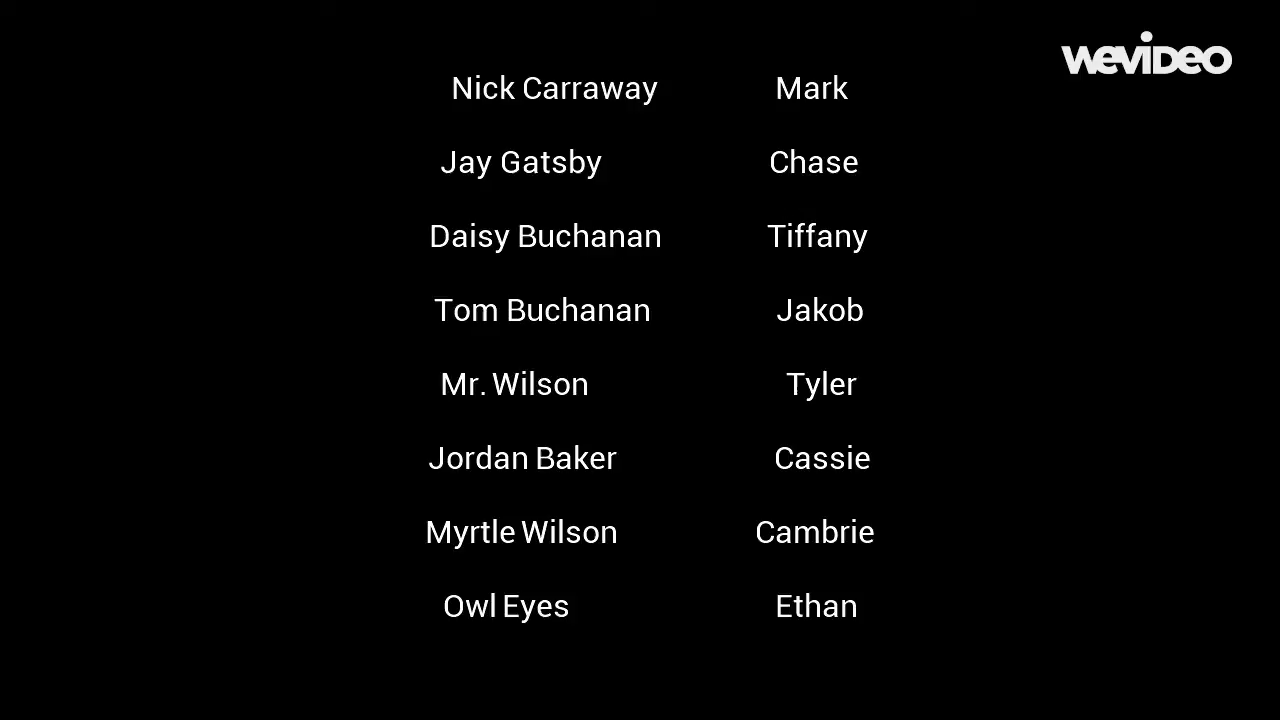 WEVIDEO
Nick Carraway Mark
Jay Gatsby Chase
Daisy Buchanan Tiffany
Tom Buchanan Jakob
Mr. Wilson Tyler
Jordan Baker Cassie
Myrtle Wilson Cambrie
Owl Eyes Ethan